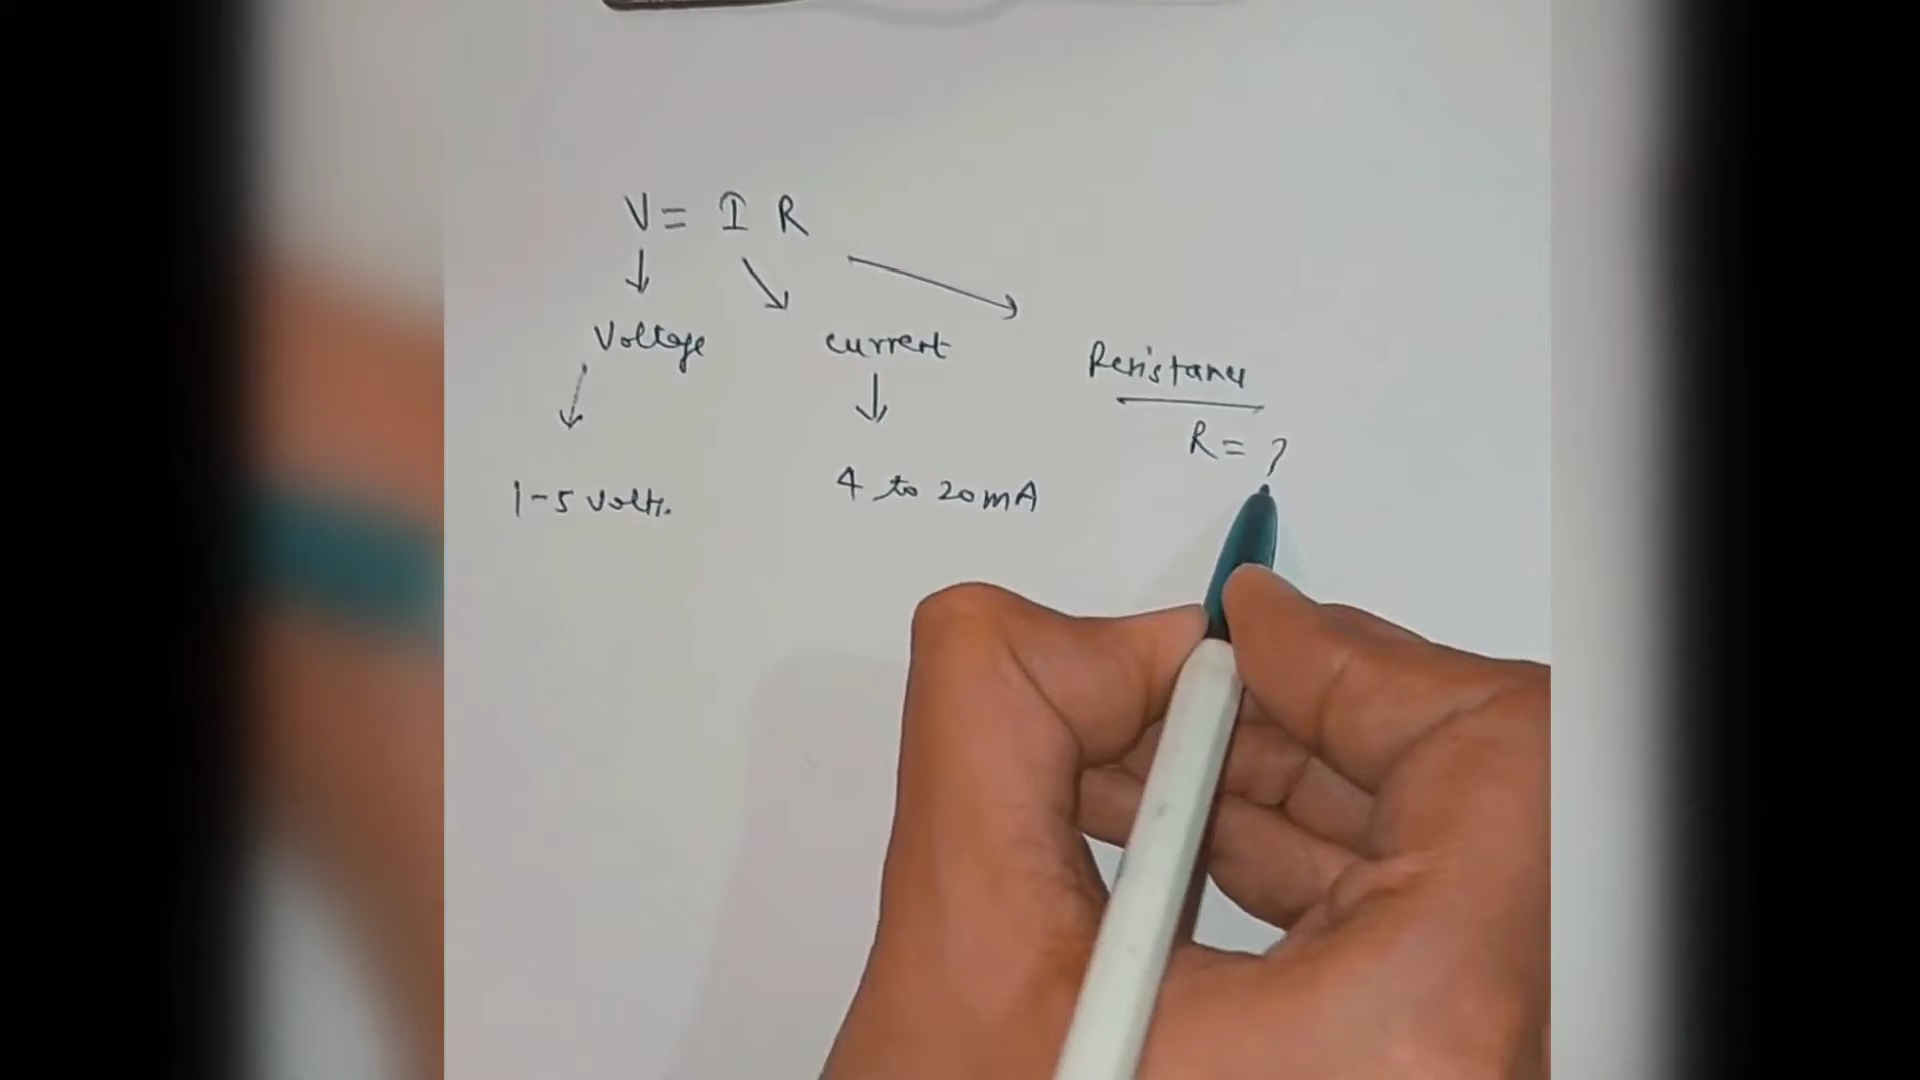 V = I R
Voltage
current
Resistance
R = ?
1-5 volts.
4 to 20mA